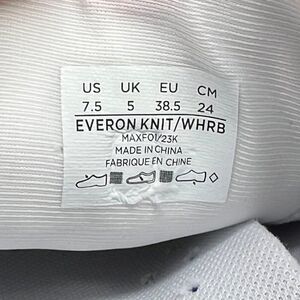 US UK EU CM
7.5 5 38.5 24
EVERON KNIT/WHRB
MAXF01/23K
MADE IN CHINA
FABRIQUE EN CHINE